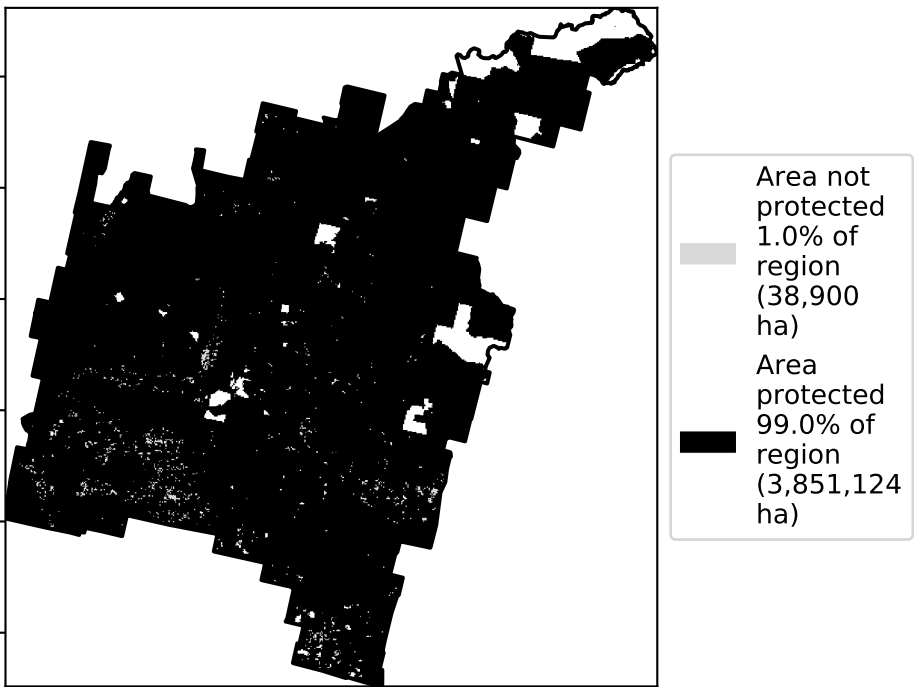 Area not
protected
1.0% of
region
(38,900
ha)
Area
protected
99.0% of
region
(3,851,124
ha)